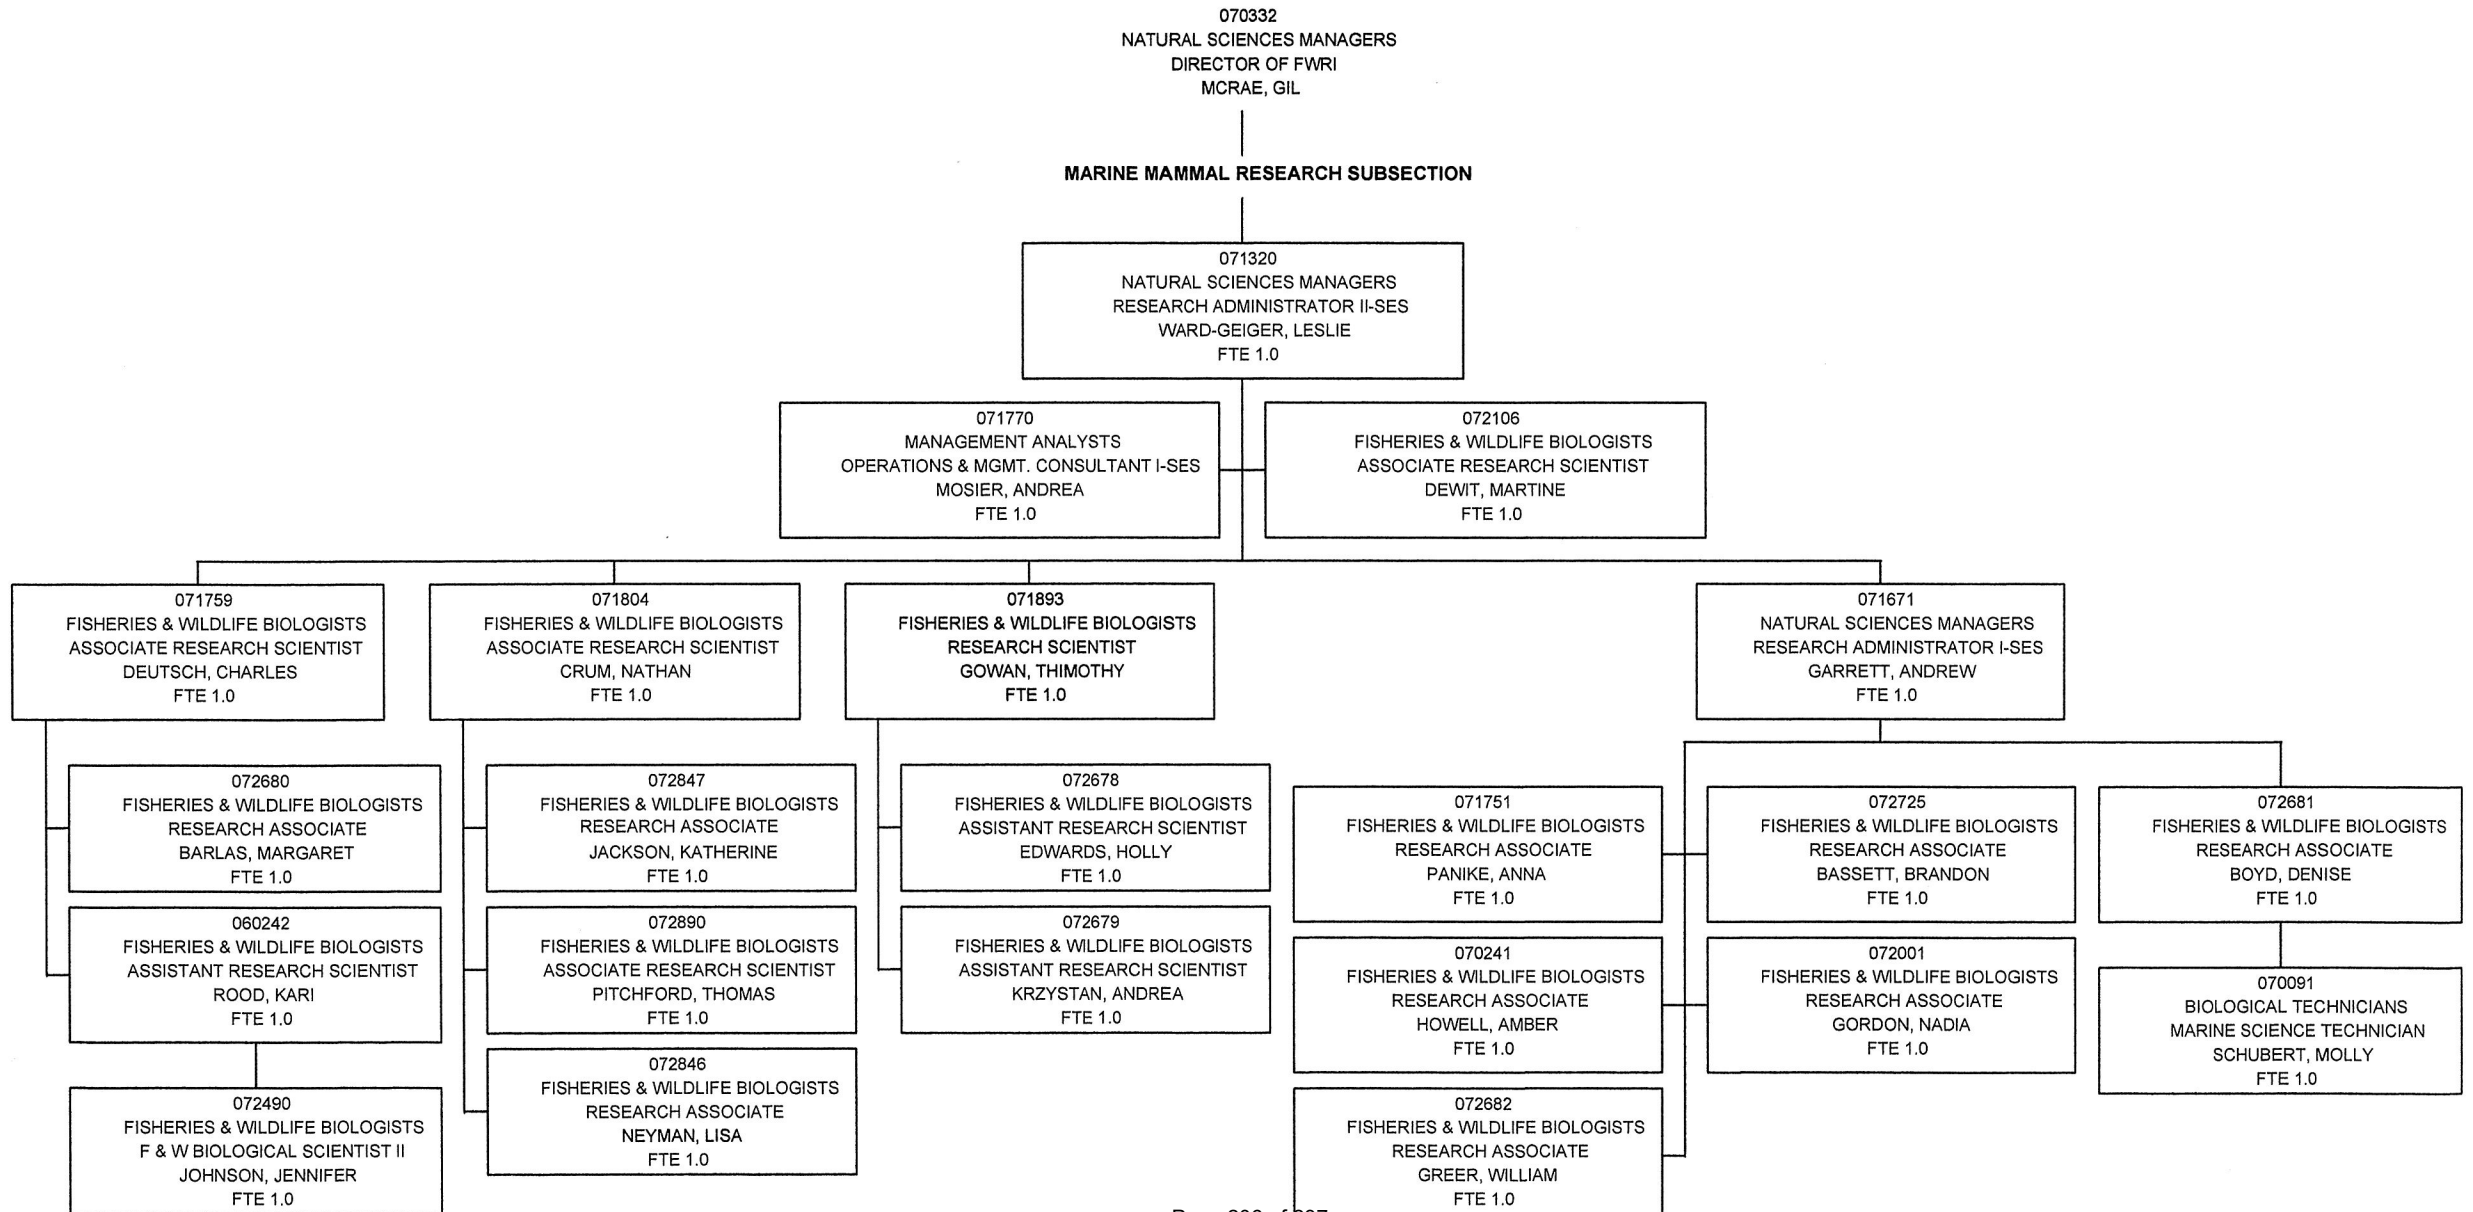 070332
NATURAL SCIENCES MANAGERS
DIRECTOR OF FWRI
MCRAE, GIL
MARINE MAMMAL RESEARCH SUBSECTION
071320
NATURAL SCIENCES MANAGERS
RESEARCH ADMINISTRATOR II-SES
WARD-GEIGER, LESLIE
FTE 1.0
071770
MANAGEMENT ANALYSTS
OPERATIONS & MGMT. CONSULTANT I-SES
MOSIER, ANDREA
FTE 1.0
072106
FISHERIES & WILDLIFE BIOLOGISTS
ASSOCIATE RESEARCH SCIENTIST
DEWIT, MARTINE
FTE 1.0
071759
FISHERIES & WILDLIFE BIOLOGISTS
ASSOCIATE RESEARCH SCIENTIST
DEUTSCH, CHARLES
FTE 1.0
071804
FISHERIES & WILDLIFE BIOLOGISTS
ASSOCIATE RESEARCH SCIENTIST
CRUM, NATHAN
FTE 1.0
071893
FISHERIES & WILDLIFE BIOLOGISTS
RESEARCH SCIENTIST
GOWAN, THIMOTHY
FTE 1.0
071671
NATURAL SCIENCES MANAGERS
RESEARCH ADMINISTRATOR I-SES
GARRETT, ANDREW
FTE 1.0
072680
FISHERIES & WILDLIFE BIOLOGISTS
RESEARCH ASSOCIATE
BARLAS, MARGARET
FTE 1.0
060242
FISHERIES & WILDLIFE BIOLOGISTS
ASSISTANT RESEARCH SCIENTIST
ROOD, KARI
FTE 1.0
072490
FISHERIES & WILDLIFE BIOLOGISTS
F & W BIOLOGICAL SCIENTIST II
JOHNSON, JENNIFER
FTE 1.0
072847
FISHERIES & WILDLIFE BIOLOGISTS
RESEARCH ASSOCIATE
JACKSON, KATHERINE
FTE 1.0
072890
FISHERIES & WILDLIFE BIOLOGISTS
ASSOCIATE RESEARCH SCIENTIST
PITCHFORD, THOMAS
FTE 1.0
072846
FISHERIES & WILDLIFE BIOLOGISTS
RESEARCH ASSOCIATE
NEYMAN, LISA
FTE 1.0
072678
FISHERIES & WILDLIFE BIOLOGISTS
ASSISTANT RESEARCH SCIENTIST
EDWARDS, HOLLY
FTE 1.0
072679
FISHERIES & WILDLIFE BIOLOGISTS
ASSISTANT RESEARCH SCIENTIST
KRZYSTAN, ANDREA
FTE 1.0
071751
FISHERIES & WILDLIFE BIOLOGISTS
RESEARCH ASSOCIATE
PANIKE, ANNA
FTE 1.0
072725
FISHERIES & WILDLIFE BIOLOGISTS
RESEARCH ASSOCIATE
BASSETT, BRANDON
FTE 1.0
072681
FISHERIES & WILDLIFE BIOLOGISTS
RESEARCH ASSOCIATE
BOYD, DENISE
FTE 1.0
070241
FISHERIES & WILDLIFE BIOLOGISTS
RESEARCH ASSOCIATE
HOWELL, AMBER
FTE 1.0
072001
FISHERIES & WILDLIFE BIOLOGISTS
RESEARCH ASSOCIATE
GORDON, NADIA
FTE 1.0
070091
BIOLOGICAL TECHNICIANS
MARINE SCIENCE TECHNICIAN
SCHUBERT, MOLLY
FTE 1.0
072682
FISHERIES & WILDLIFE BIOLOGISTS
RESEARCH ASSOCIATE
GREER, WILLIAM
FTE 1.0